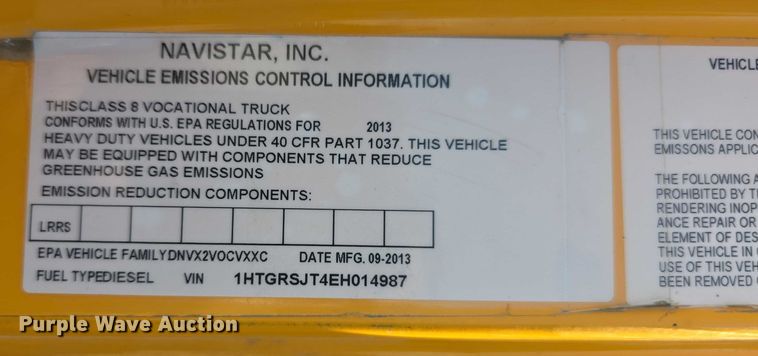 NAVISTAR, INC.
VEHICLE EMISSIONS CONTROL INFORMATION
THISCLASS 8 VOCATIONAL TRUCK
CONFORMS WITH U.S. EPA REGULATIONS FOR 2013
HEAVY DUTY VEHICLES UNDER 40 CFR PART 1037. THIS VEHICLE
MAY BE EQUIPPED WITH COMPONENTS THAT REDUCE
GREENHOUSE GAS EMISSIONS
EMISSION REDUCTION COMPONENTS:
LRRS
EPA VEHICLE FAMILYDNVX2VOCVXXC DATE MFG. 09-2013
FUEL TYPEDIESEL VIN 1HTGRSJT4EH014987
VEHICLE
THIS VEHICLE CON
EMISSONS APPLIC
THE FOLLOWING A
PROHIBITED BY T
RENDERING INOP
ANCE REPAIR OR
ELEMENT OF DES
THIS VEHICLE IN
USE OF THIS VEH
BEEN REMOVED
Purple Wave Auction